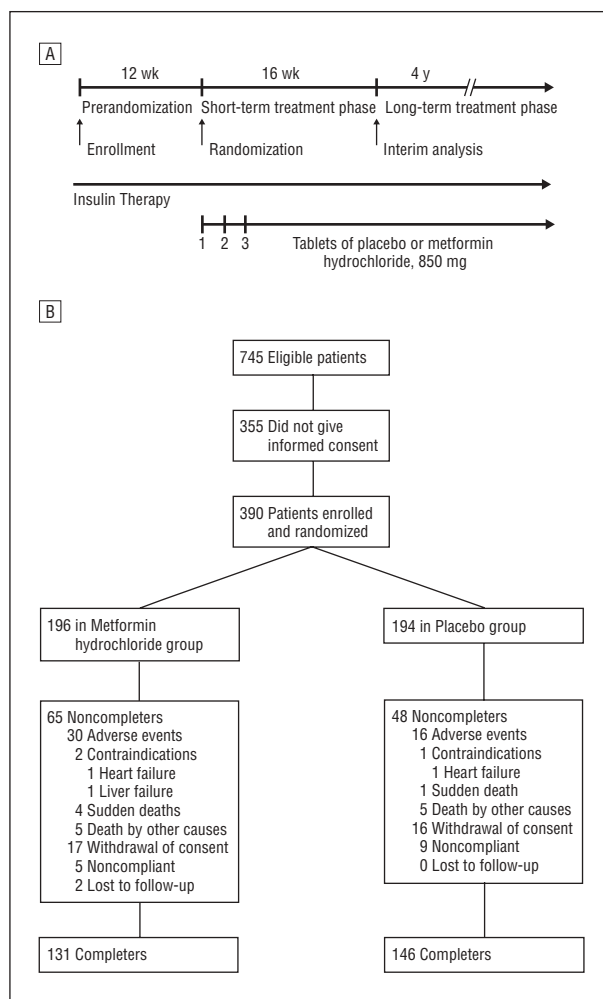 A
12 wk 16 wk 4 y
Prerandomization Short-term treatment phase Long-term treatment phase
Enrollment Randomization Interim analysis
Insulin Therapy
1 2 3 Tablets of placebo or metformin
hydrochloride, 850 mg
B
745 Eligible patients
355 Did not give
informed consent
390 Patients enrolled
and randomized
196 in Metformin
hydrochloride group
194 in Placebo group
65 Noncompleters
30 Adverse events
2 Contraindications
1 Heart failure
1 Liver failure
4 Sudden deaths
5 Death by other causes
17 Withdrawal of consent
5 Noncompliant
2 Lost to follow-up
48 Noncompleters
16 Adverse events
1 Contraindications
1 Heart failure
1 Sudden death
5 Death by other causes
16 Withdrawal of consent
9 Noncompliant
0 Lost to follow-up
131 Completers
146 Completers